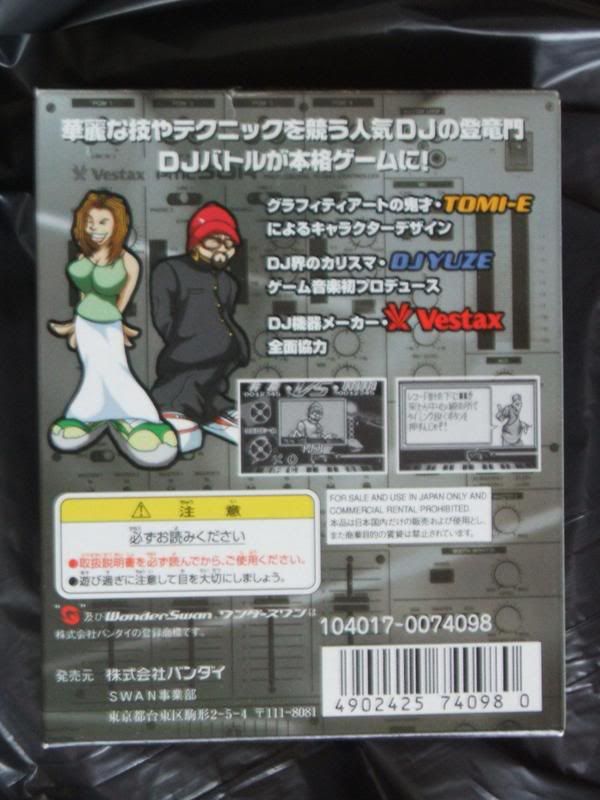 華麗な技やテクニックを競う人気DJの登竜門
DJバトルが本格ゲームに!
Vestax
グラフィティアートの鬼才・TOMI-E
によるキャラクターデザイン
DJ界のカリスマ・DJ YUZE
ゲーム音楽初プロデュース
DJ機器メーカー・Vestax
全面協力
注意
必ずお読みください
●取扱説明書を必ず読んでから、ご使用ください。
●遊び過ぎに注意して目を大切にしましょう。
FOR SALE AND USE IN JAPAN ONLY AND
COMMERCIAL RENTAL PROHIBITED.
本品は日本国内だけの販売および使用とし、
また商業目的の賃貸は禁止されています。
及び WonderSwan ワンダースワンは
株式会社バンダイの登録商標です。
104017-0074098
発売元 株式会社バンダイ
SWAN事業部
東京都台東区駒形2-5-4 〒111-8081
4902425 74098 0